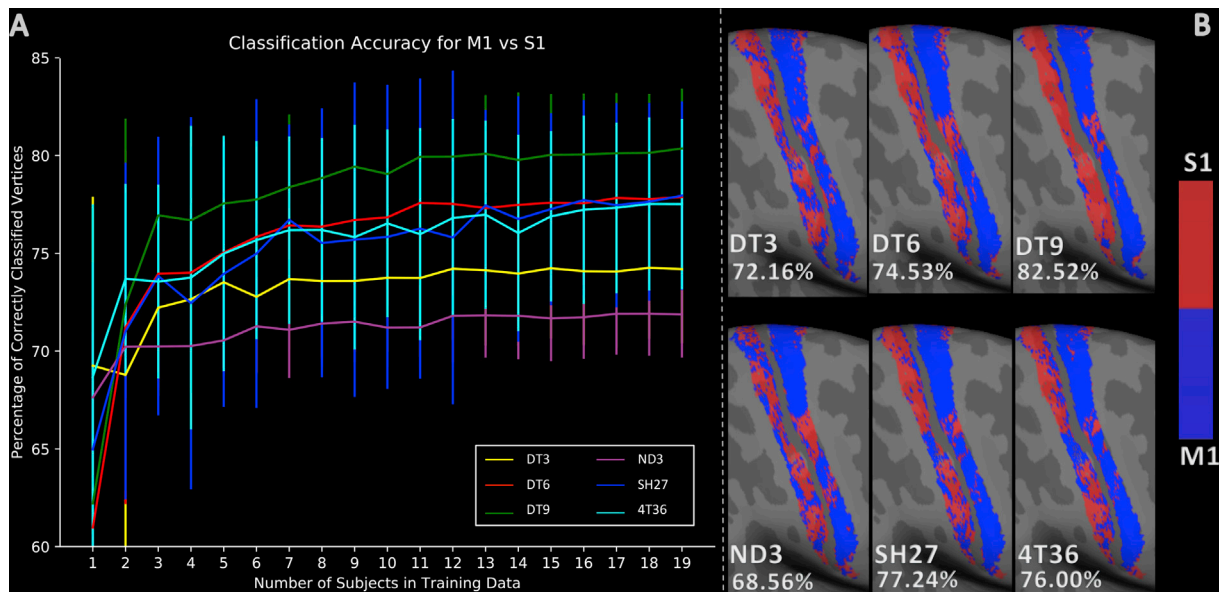 A
Classification Accuracy for M1 vs S1
Percentage of Correctly Classified Vertices
85
80
75
70
65
60
1 2 3 4 5 6 7 8 9 10 11 12 13 14 15 16 17 18 19
Number of Subjects in Training Data
DT3
DT6
DT9
ND3
SH27
4T36
B
DT3
72.16%
DT6
74.53%
DT9
82.52%
ND3
68.56%
SH27
77.24%
4T36
76.00%
S1
M1